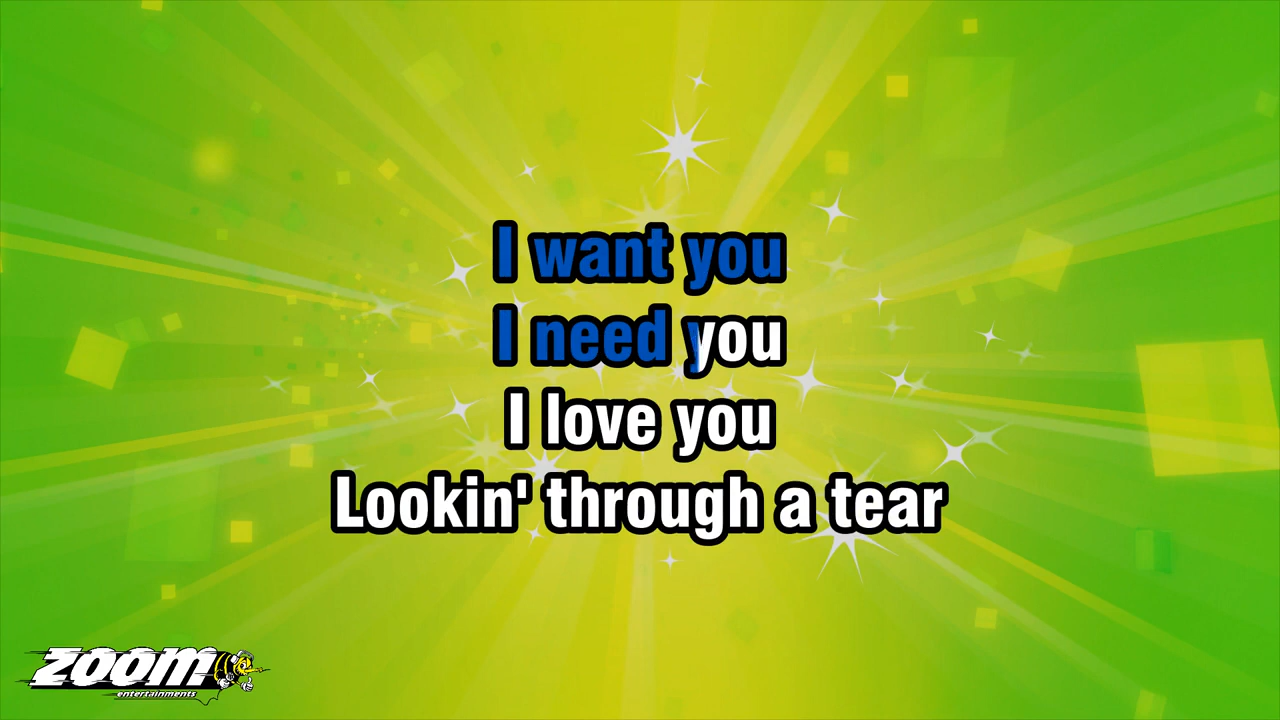 I want you
I need you
I love you
Lookin' through a tear
ZOOM
entertainments